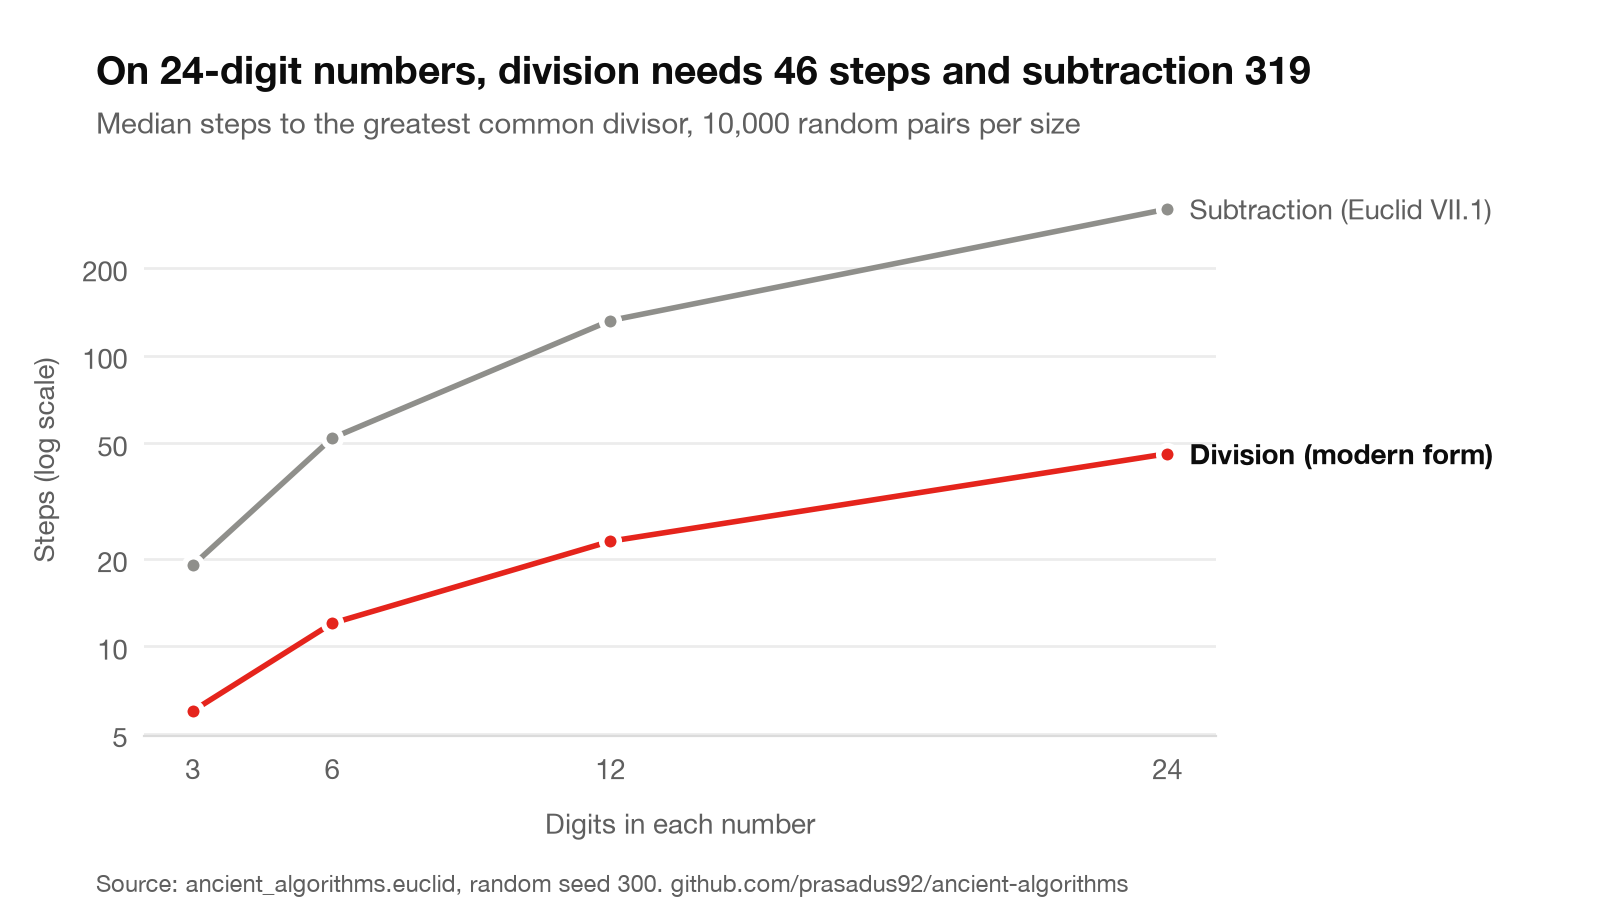 On 24-digit numbers, division needs 46 steps and subtraction 319
Median steps to the greatest common divisor, 10,000 random pairs per size
Subtraction (Euclid VII.1)
200
100
50
Division (modern form)
20
10
5
Steps (log scale)
3 6 12 24
Digits in each number
Source: ancient_algorithms.euclid, random seed 300. github.com/prasadus92/ancient-algorithms